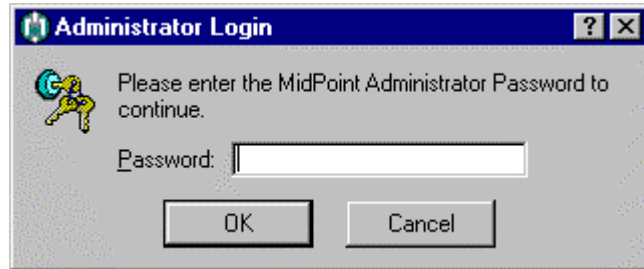 Administrator Login
Please enter the MidPoint Administrator Password to
continue.
Password:
OK Cancel